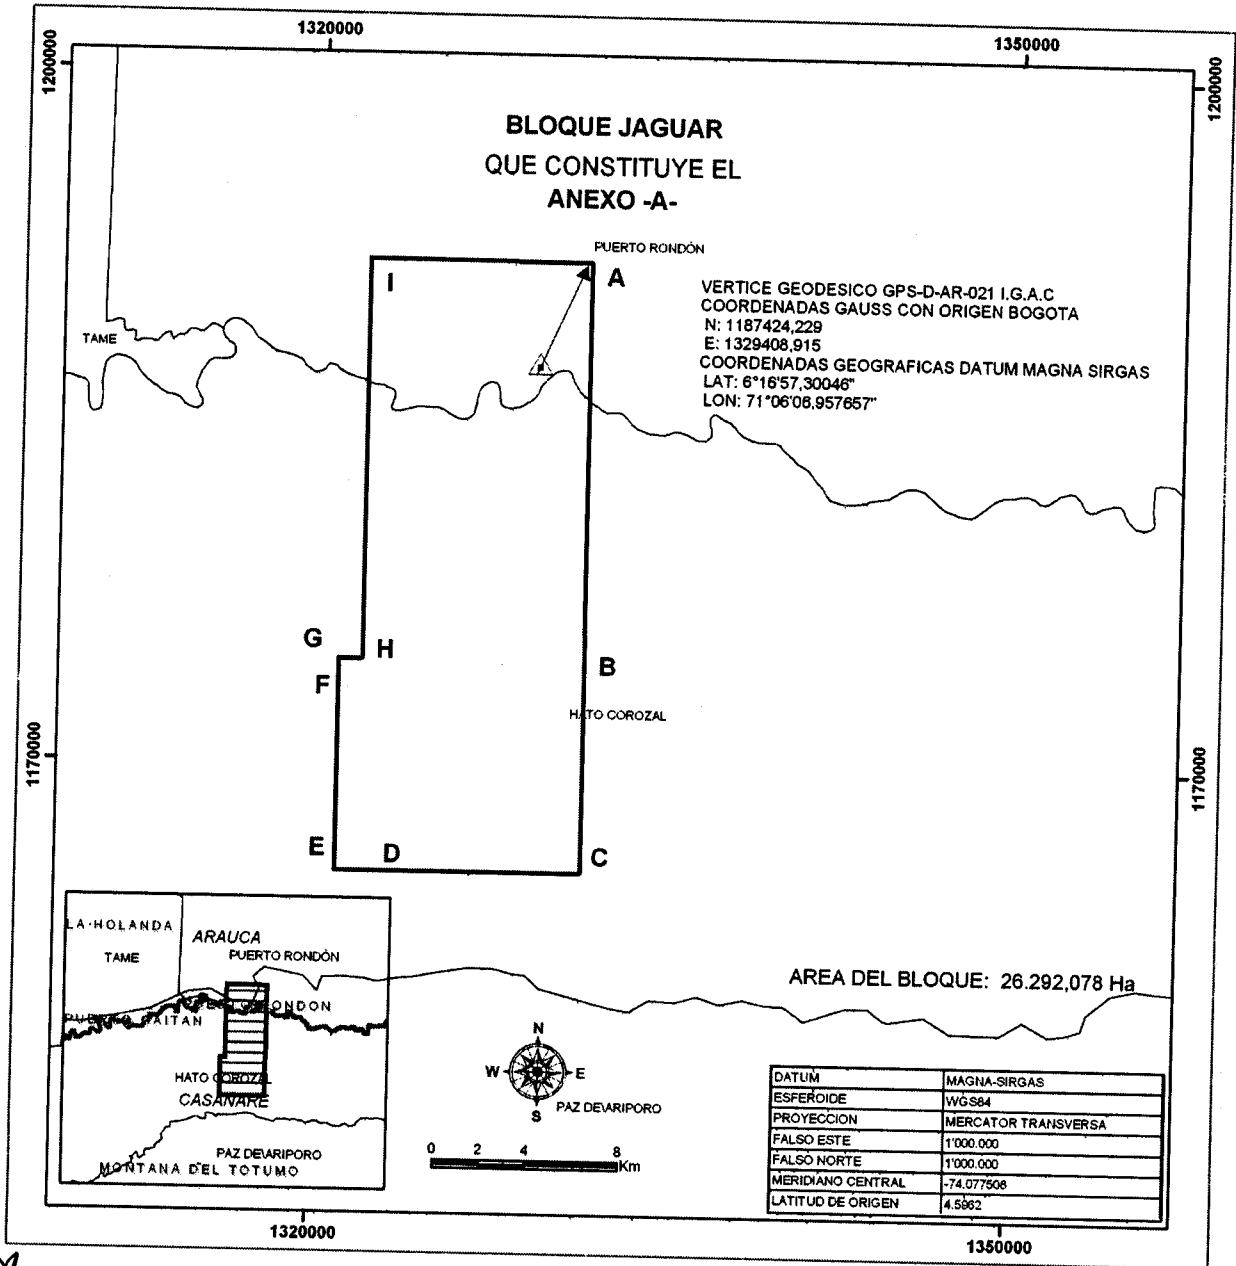 1320000
1350000
1200000
1200000
BLOQUE JAGUAR
QUE CONSTITUYE EL
ANEXO -A-
PUERTO RONDÓN
I
A
VERTICE GEODESICO GPS-D-AR-021 I.G.A.C
COORDENADAS GAUSS CON ORIGEN BOGOTA
N: 1187424,229
E: 1329408,915
COORDENADAS GEOGRAFICAS DATUM MAGNA SIRGAS
LAT: 6°16'57,30046"
LON: 71°06'06,957657"
TAME
G
H
B
F
HATO COROZAL
1170000
1170000
E
D
C
LA HOLANDA
ARAUCA
TAME
PUERTO RONDÓN
PUERTO RONDON
PUERTO GAITAN
HATO COROZAL
CASANARE
PAZ DE ARIPORO
MONTANA DEL TOTUMO
AREA DEL BLOQUE: 26.292,078 Ha
N
W
E
S
PAZ DE ARIPORO
0 2 4 8
Km
DATUM MAGNA-SIRGAS
ESFEROIDE WGS84
PROYECCION MERCATOR TRANSVERSA
FALSO ESTE 1'000.000
FALSO NORTE 1'000.000
MERIDIANO CENTRAL -74.077508
LATITUD DE ORIGEN 4.5962
1320000
1350000